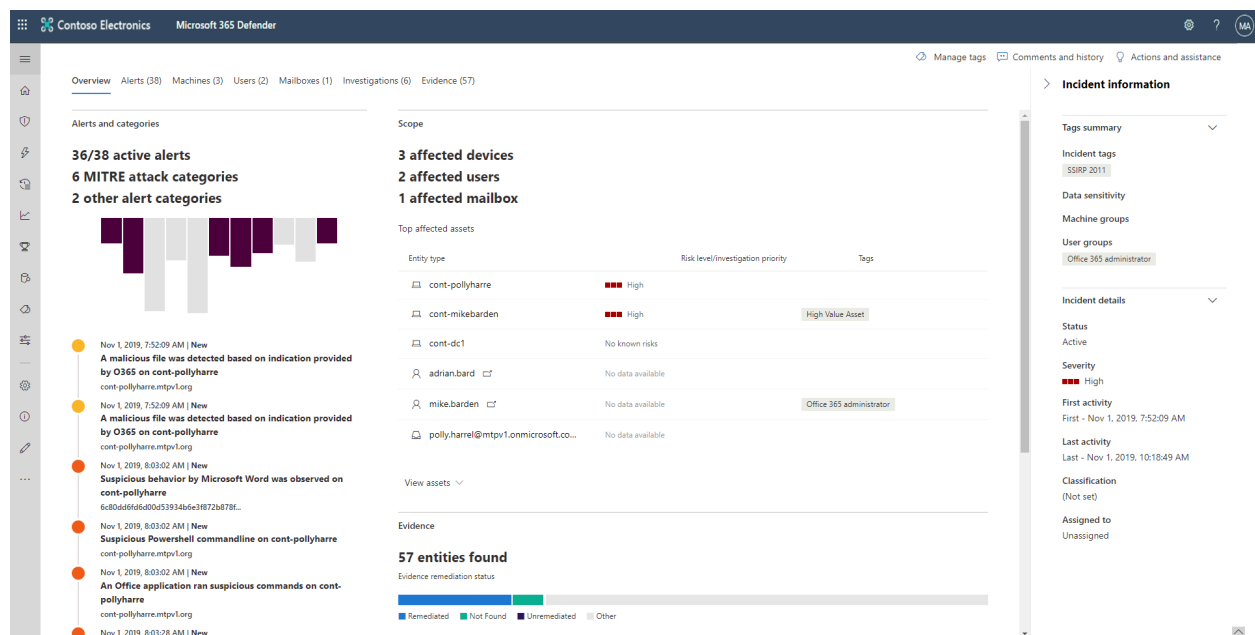 Contoso Electronics Microsoft 365 Defender ? MA
Manage tags Comments and history Actions and assistance
Overview Alerts (38) Machines (3) Users (2) Mailboxes (1) Investigations (6) Evidence (57)
Alerts and categories
36/38 active alerts
6 MITRE attack categories
2 other alert categories
Nov 1, 2019, 7:52:09 AM | New
A malicious file was detected based on indication provided
by O365 on cont-pollyharre
cont-pollyharre.mtpv1.org
Nov 1, 2019, 7:52:09 AM | New
A malicious file was detected based on indication provided
by O365 on cont-pollyharre
cont-pollyharre.mtpv1.org
Nov 1, 2019, 8:03:02 AM | New
Suspicious behavior by Microsoft Word was observed on
cont-pollyharre
6c80dd6fd6d00d53934b6e3f872b878f...
Nov 1, 2019, 8:03:02 AM | New
Suspicious Powershell commandline on cont-pollyharre
cont-pollyharre.mtpv1.org
Nov 1, 2019, 8:03:02 AM | New
An Office application ran suspicious commands on cont-
pollyharre
cont-pollyharre.mtpv1.org
Nov 1, 2019, 8:03:28 AM | New
Scope
3 affected devices
2 affected users
1 affected mailbox
Top affected assets
Entity type Risk level/investigation priority Tags
cont-pollyharre High
cont-mikebarden High High Value Asset
cont-dc1 No known risks
adrian.bard No data available
mike.barden No data available Office 365 administrator
polly.harrel@mtpv1.onmicrosoft.co... No data available
View assets
Evidence
57 entities found
Evidence remediation status
Remediated Not Found Unremediated Other
Incident information
Tags summary
Incident tags
SSIRP 2011
Data sensitivity
Machine groups
User groups
Office 365 administrator
Incident details
Status
Active
Severity
High
First activity
First - Nov 1, 2019, 7:52:09 AM
Last activity
Last - Nov 1, 2019, 10:18:49 AM
Classification
(Not set)
Assigned to
Unassigned